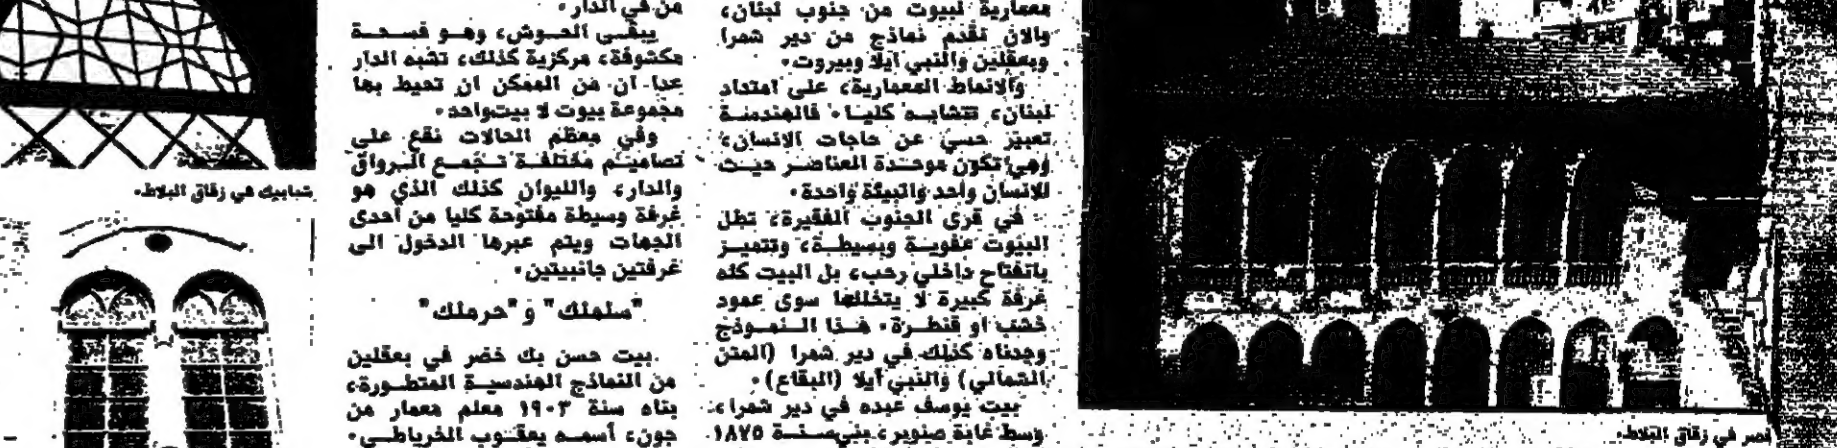 معمارية لبيوت من جنوب لبنان،
والآن نقدم نماذج من دير شمرا
وبعقلين والنبي آيلا وبيروت.
والانماط المعمارية، على امتداد
لبنان، تتشابه كليا. فالهندسة
تعبير حسي عن حاجات الانسان،
وهي تكون موحدة العناصر حيث
للانسان واحد والبيئة واحدة.
في قرى الجنوب الفقيرة، تظل
البيوت عفوية وبسيطة، وتتميز
بانفتاح داخلي رحب، بل البيت كله
غرفة كبيرة لا يتخللها سوى عمود
خشب او قنطرة. هذا النموذج
وجدناه كذلك في دير شمرا (المتن
الشمالي) والنبي آيلا (البقاع).
بيت يوسف عبده في دير شمرا،
وسط غابة صنوبر، بني سنة ١٨٧٥
من في الدار.
يبقى الحوش، وهو فسحة
مكشوفة، مركزية كذلك، تشبه الدار
عدا ان من الممكن ان تحيط بها
مجموعة بيوت لا بيت واحد.
وفي معظم الحالات نقع على
تصاميم مختلفة تجمع الرواق
والدار، والليوان كذلك الذي هو
غرفة وسيطة مفتوحة كليا من احدى
الجهات ويتم عبرها الدخول الى
غرفتين جانبيتين.
"سلملك" و "حرملك"
بيت حسن بك خضر في بعقلين
من النماذج الهندسية المتطورة،
بناه سنة ١٩٠٣ معلم معمار من
جون، أسمه يعقوب الخرباطي.
شبابيك في زقاق البلاط.
قصر في زقاق البلاط.